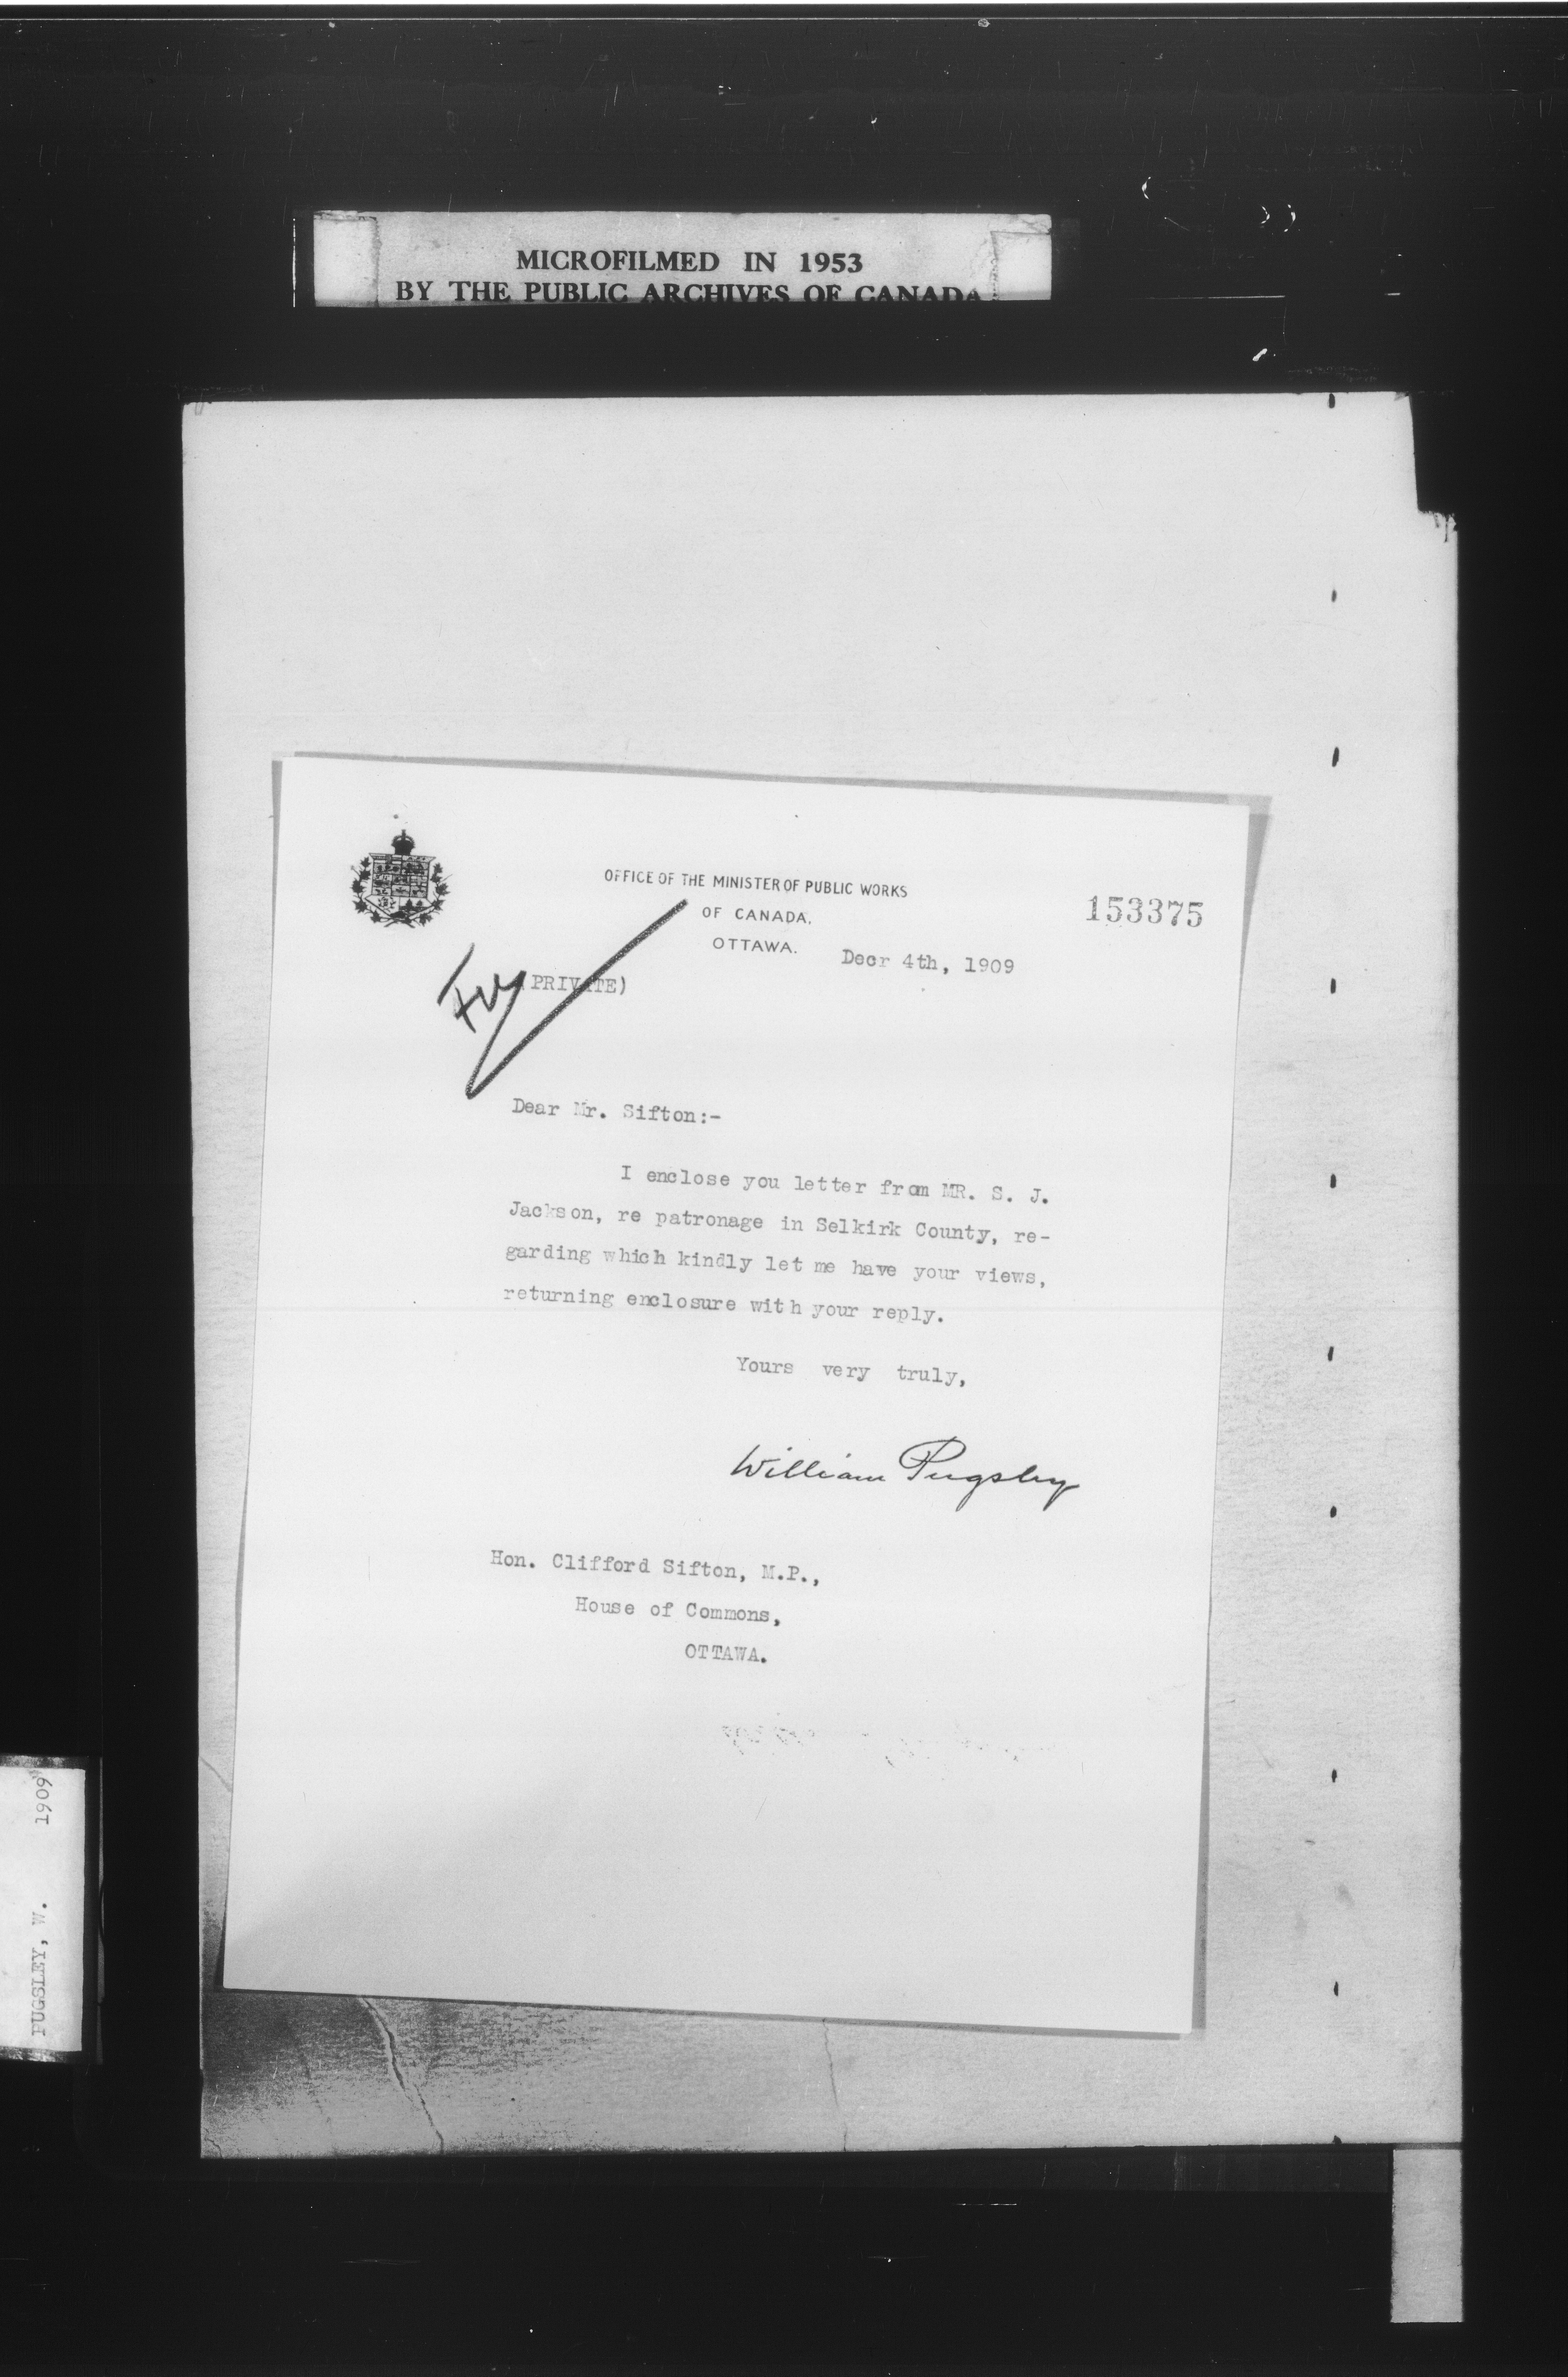 MICROFILMED IN 1953
BY THE PUBLIC ARCHIVES OF CANADA
OFFICE OF THE MINISTER OF PUBLIC WORKS
OF CANADA.
OTTAWA.
153375
Decr 4th, 1909
(PRIVATE)
Dear Mr. Sifton:-
I enclose you letter from MR. S. J.
Jackson, re patronage in Selkirk County, re-
garding which kindly let me have your views,
returning enclosure with your reply.
Yours very truly,
William Pugsley
Hon. Clifford Sifton, M.P.,
House of Commons,
OTTAWA.
PUGSLEY, W. 1909